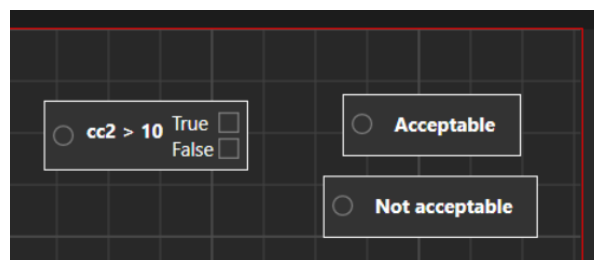 cc2 > 10
True
False
Acceptable
Not acceptable